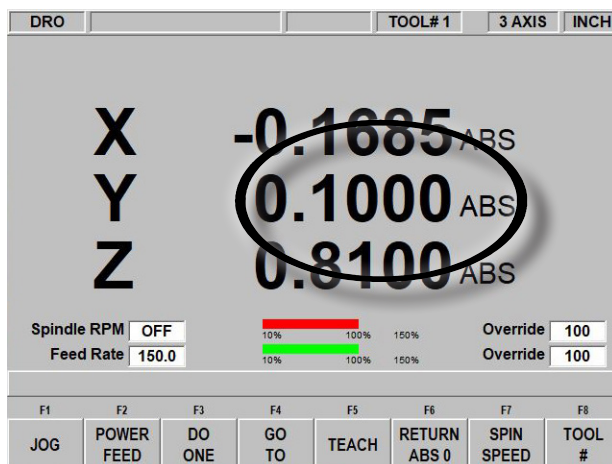 DRO TOOL# 1 3 AXIS INCH
X -0.1685 ABS
Y 0.1000 ABS
Z 0.8100 ABS
Spindle RPM OFF 10% 100% 150% Override 100
Feed Rate 150.0 10% 100% 150% Override 100
F1 F2 F3 F4 F5 F6 F7 F8
JOG POWER FEED DO ONE GO TO TEACH RETURN ABS 0 SPIN SPEED TOOL #